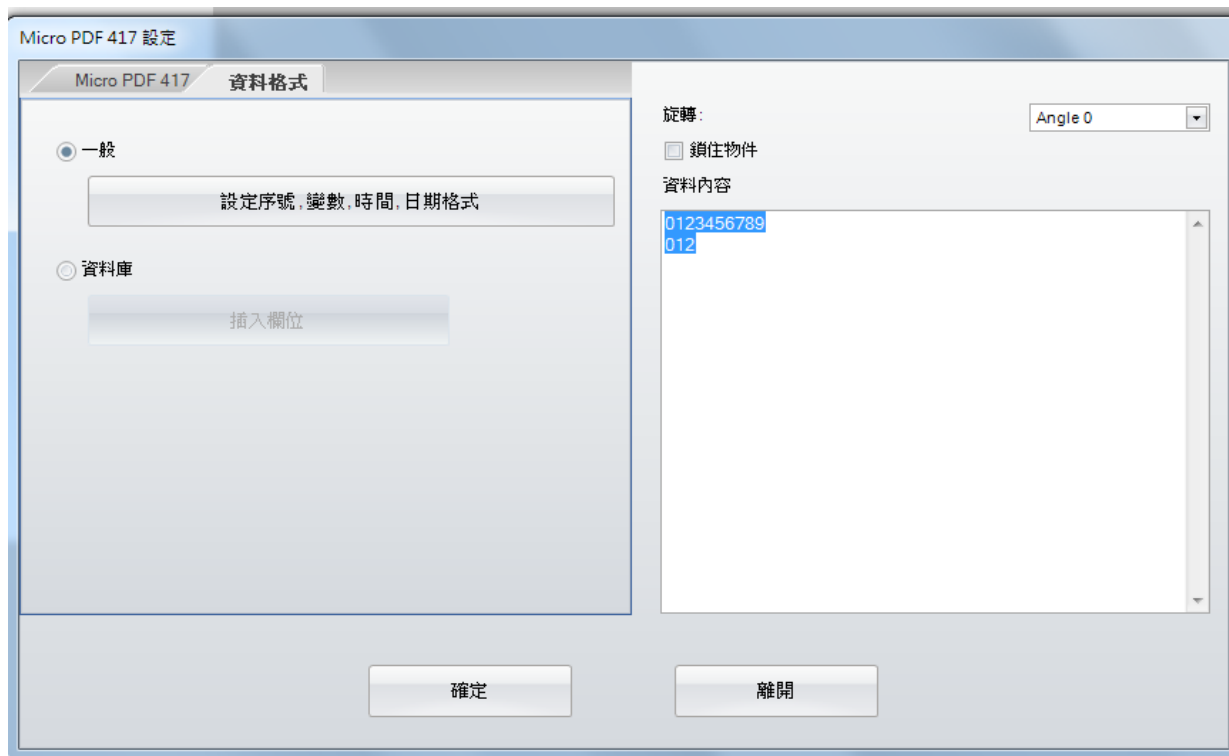 Micro PDF 417 設定
Micro PDF 417
資料格式
一般
設定序號,變數,時間,日期格式
資料庫
插入欄位
旋轉:
Angle 0
鎖住物件
資料內容
0123456789
012
確定
離開